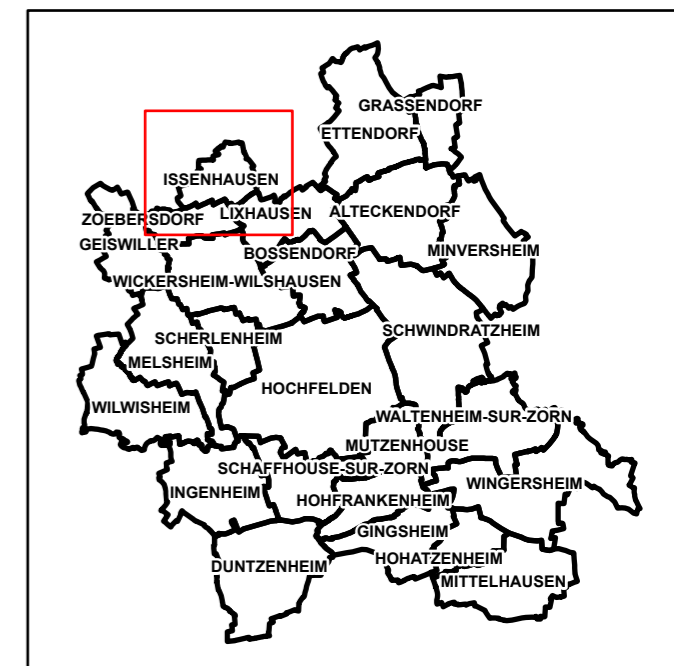 GRASSENDORF
ETTENDORF
ISSENHAUSEN
ZOEBERSDORF
LIXHAUSEN
ALTECKENDORF
GEISWILLER
BOSSENDORF
MINVERSHEIM
WICKERSHEIM-WILSHAUSEN
SCHERLENHEIM
SCHWINDRATZHEIM
MELSHEIM
HOCHFELDEN
WILWISHEIM
WALTENHEIM-SUR-ZORN
MUTZENHOUSE
SCHAFFHOUSE-SUR-ZORN
INGENHEIM
WINGERSHEIM
HOHFRANKENHEIM
GINGSHEIM
DUNTZENHEIM
HOHATZENHEIM
MITTELHAUSEN